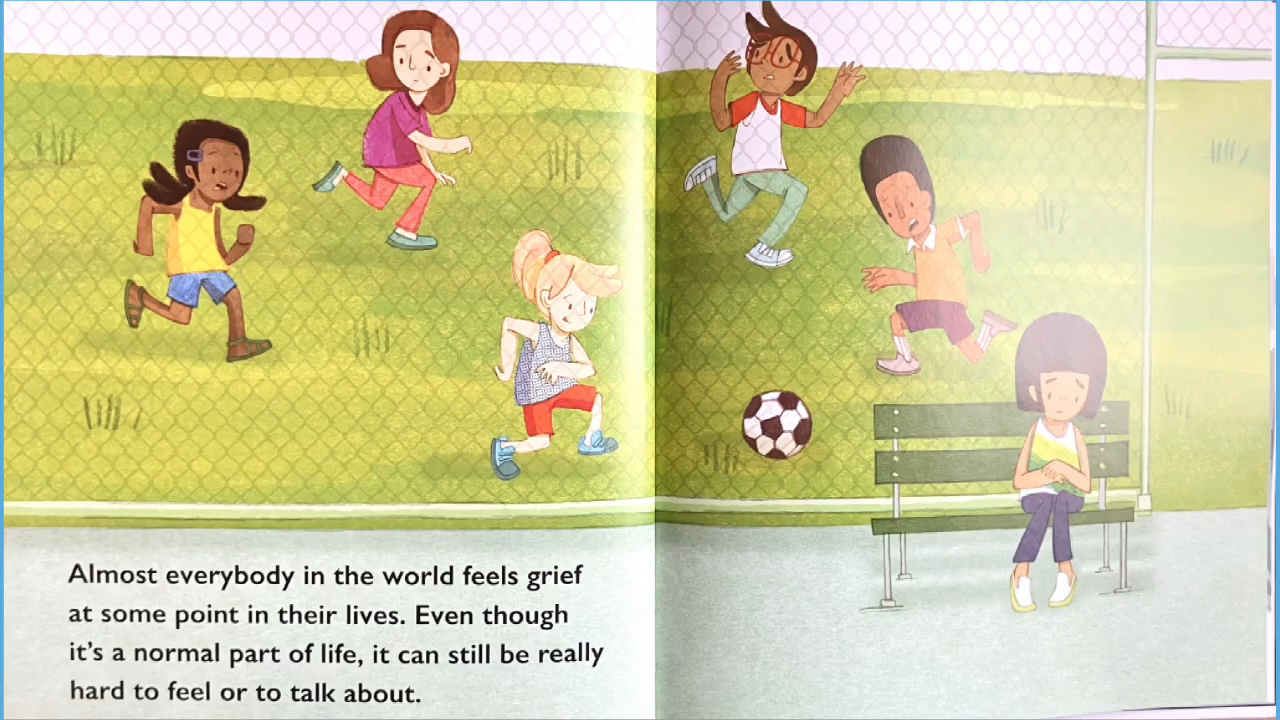 Almost everybody in the world feels grief
at some point in their lives. Even though
it's a normal part of life, it can still be really
hard to feel or to talk about.